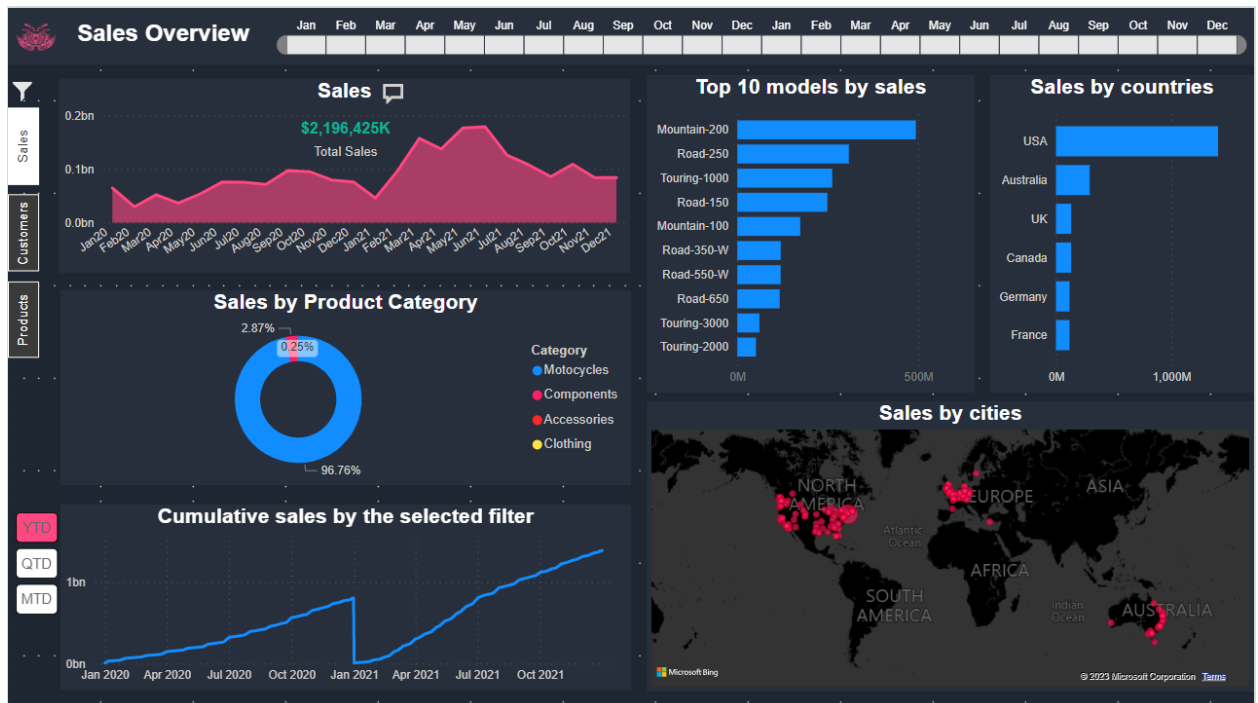 Sales Overview
Jan Feb Mar Apr May Jun Jul Aug Sep Oct Nov Dec Jan Feb Mar Apr May Jun Jul Aug Sep Oct Nov Dec
Sales
Customers
Products
Sales
$2,196,425K
Total Sales
0.2bn
0.1bn
0.0bn
Jan20 Feb20 Mar20 Apr20 May20 Jun20 Jul20 Aug20 Sep20 Oct20 Nov20 Dec20 Jan21 Feb21 Mar21 Apr21 May21 Jun21 Jul21 Aug21 Sep21 Oct21 Nov21 Dec21
Top 10 models by sales
Mountain-200
Road-250
Touring-1000
Road-150
Mountain-100
Road-350-W
Road-550-W
Road-650
Touring-3000
Touring-2000
0M 500M
Sales by countries
USA
Australia
UK
Canada
Germany
France
0M 1,000M
Sales by Product Category
2.87%
0.25%
96.76%
Category
Motocycles
Components
Accessories
Clothing
YTD
QTD
MTD
Cumulative sales by the selected filter
1bn
0bn
Jan 2020 Apr 2020 Jul 2020 Oct 2020 Jan 2021 Apr 2021 Jul 2021 Oct 2021
Sales by cities
NORTH
AMERICA
EUROPE
ASIA
Atlantic
Ocean
AFRICA
SOUTH
AMERICA
Indian
Ocean
AUSTRALIA
Microsoft Bing
© 2023 Microsoft Corporation Terms